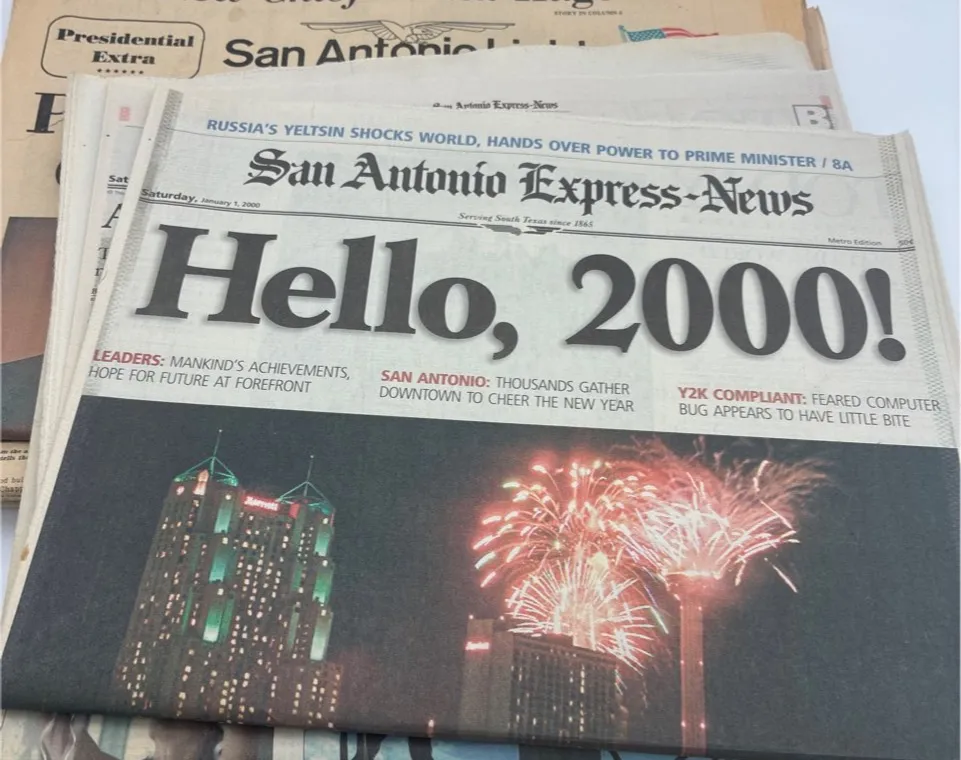 Presidential
Extra
San Antonio
San Antonio Express-News
RUSSIA'S YELTSIN SHOCKS WORLD, HANDS OVER POWER TO PRIME MINISTER / 8A
San Antonio Express-News
Saturday, January 1, 2000
Serving South Texas since 1865
Metro Edition
Hello, 2000!
LEADERS: MANKIND'S ACHIEVEMENTS,
HOPE FOR FUTURE AT FOREFRONT
SAN ANTONIO: THOUSANDS GATHER
DOWNTOWN TO CHEER THE NEW YEAR
Y2K COMPLIANT: FEARED COMPUTER
BUG APPEARS TO HAVE LITTLE BITE
Marriott